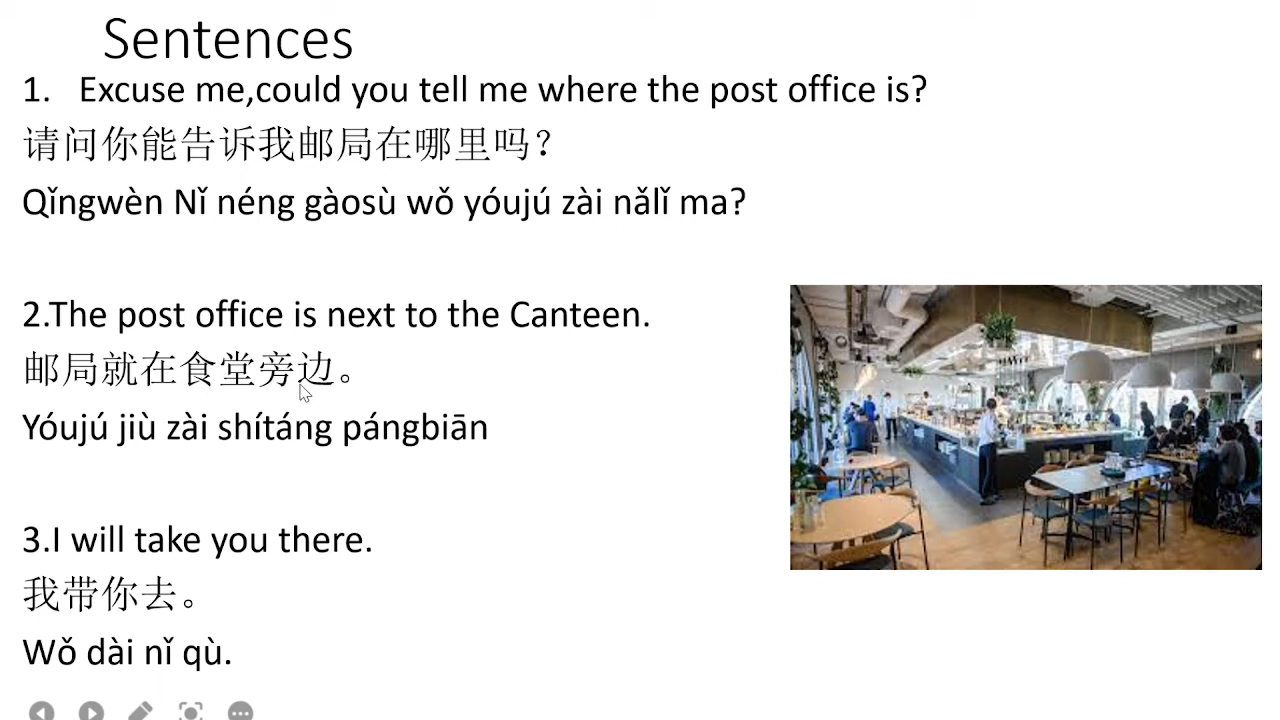 Sentences
1. Excuse me,could you tell me where the post office is?
请问你能告诉我邮局在哪里吗？
Qǐngwèn Nǐ néng gàosù wǒ yóujú zài nǎlǐ ma?
2.The post office is next to the Canteen.
邮局就在食堂旁边。
Yóujú jiù zài shítáng pángbiān
3.I will take you there.
我带你去。
Wǒ dài nǐ qù.